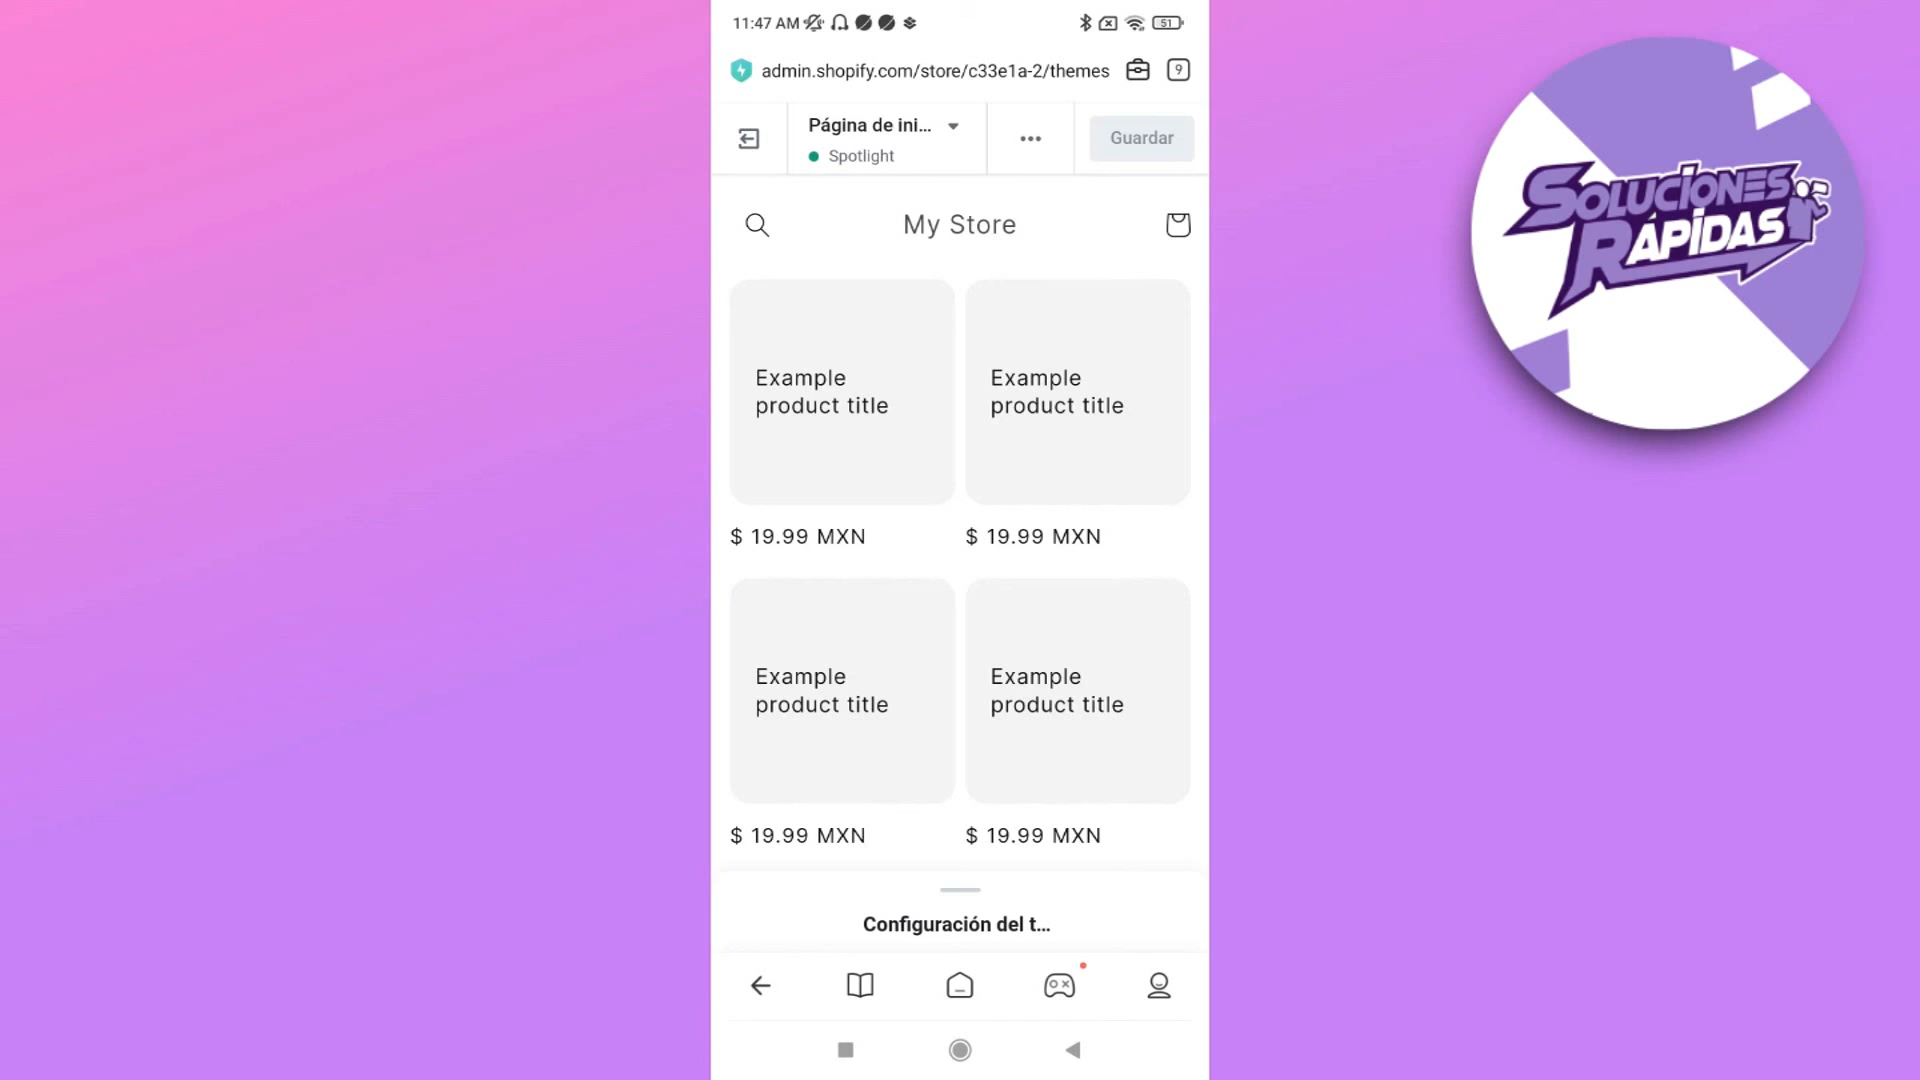 11:47 AM
51
admin.shopify.com/store/c33e1a-2/themes
9
Página de ini...
Spotlight
Guardar
My Store
SOLUCIONES
RÁPIDAS
Example
product title
Example
product title
$ 19.99 MXN
$ 19.99 MXN
Example
product title
Example
product title
$ 19.99 MXN
$ 19.99 MXN
Configuración del t...